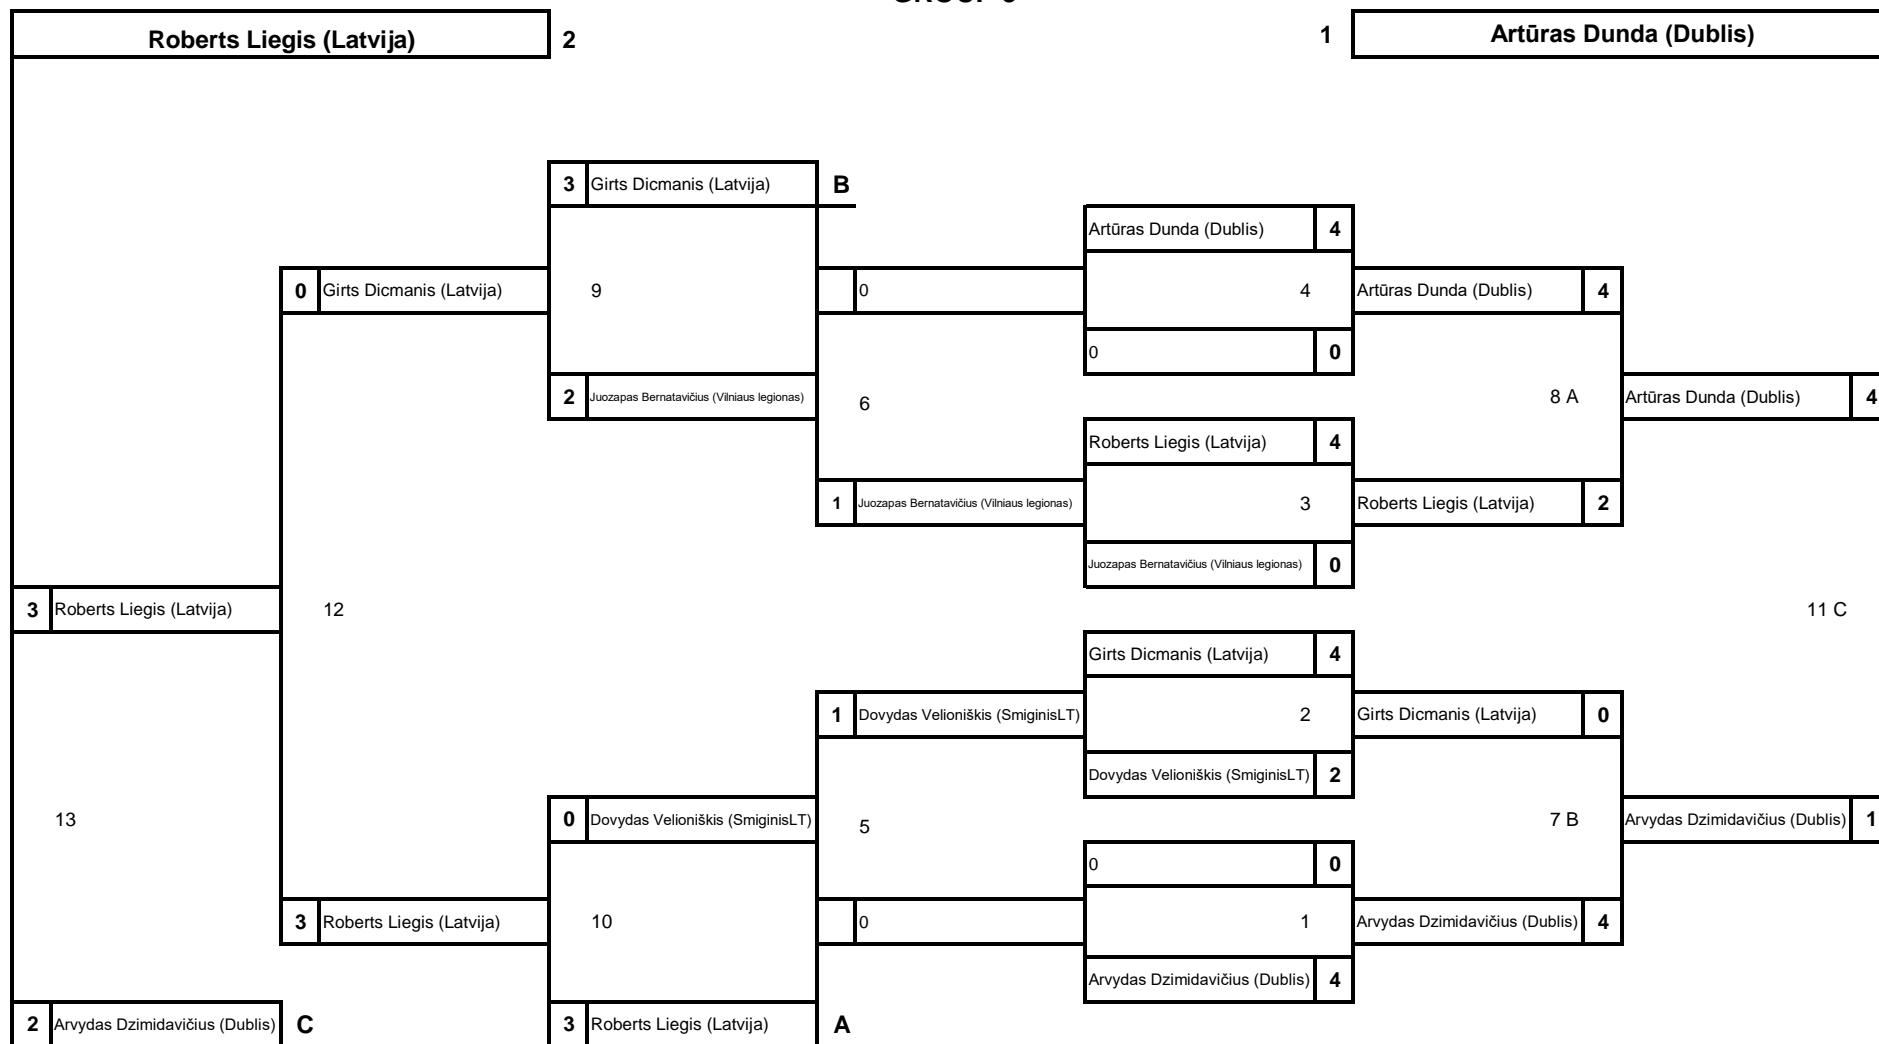 Roberts Liegis (Latvija) 2 1 Artūras Dunda (Dublis)
3 Girts Dicmanis (Latvija) B
Artūras Dunda (Dublis) 4
0 Girts Dicmanis (Latvija) 9 0 4 Artūras Dunda (Dublis) 4
0 0
2 Juozapas Bernatavičius (Vilniaus legionas) 6 8 A Artūras Dunda (Dublis) 4
Roberts Liegis (Latvija) 4
1 Juozapas Bernatavičius (Vilniaus legionas) 3 Roberts Liegis (Latvija) 2
Juozapas Bernatavičius (Vilniaus legionas) 0
3 Roberts Liegis (Latvija) 12 11 C
Girts Dicmanis (Latvija) 4
1 Dovydas Velioniškis (SmiginisLT) 2 Girts Dicmanis (Latvija) 0
Dovydas Velioniškis (SmiginisLT) 2
13 0 Dovydas Velioniškis (SmiginisLT) 5 7 B Arvydas Dzimidavičius (Dublis) 1
0 0
3 Roberts Liegis (Latvija) 10 0 1 Arvydas Dzimidavičius (Dublis) 4
Arvydas Dzimidavičius (Dublis) 4
2 Arvydas Dzimidavičius (Dublis) C 3 Roberts Liegis (Latvija) A